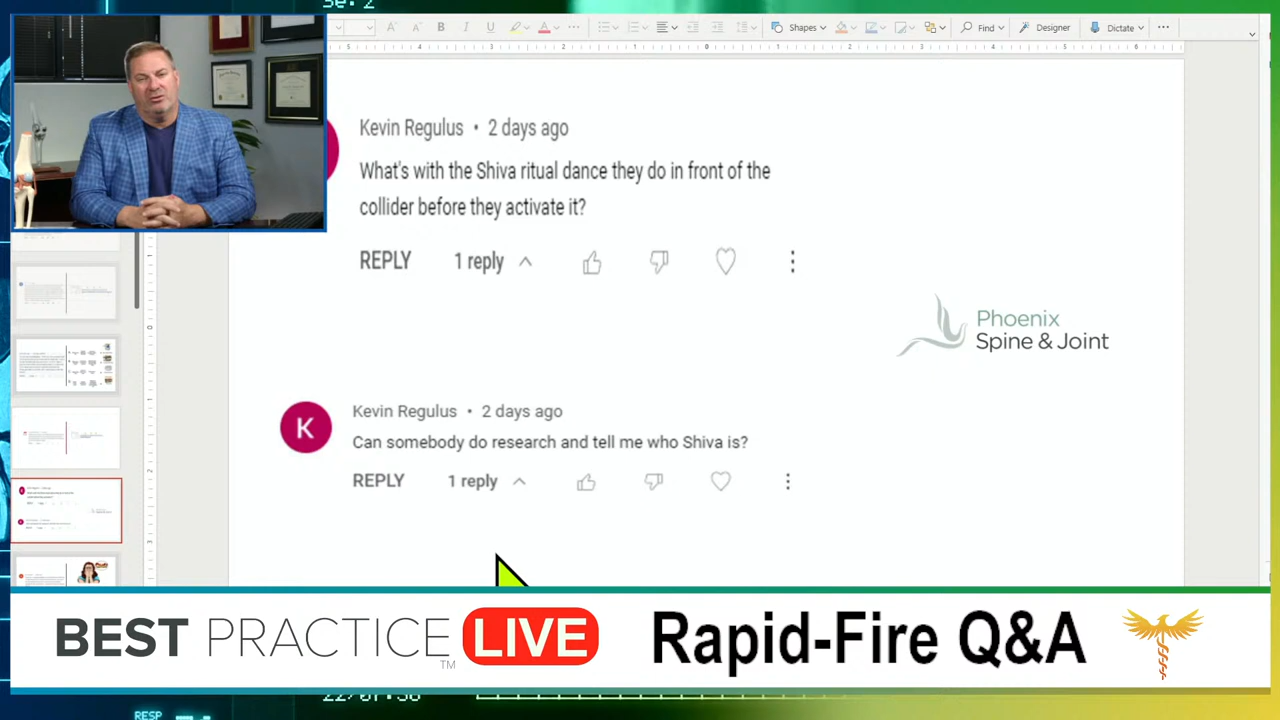 Shapes
Find
Designer
Dictate
Kevin Regulus • 2 days ago
What's with the Shiva ritual dance they do in front of the
collider before they activate it?
REPLY 1 reply
Phoenix
Spine & Joint
K
Kevin Regulus • 2 days ago
Can somebody do research and tell me who Shiva is?
REPLY 1 reply
BEST PRACTICE LIVE
TM
Rapid-Fire Q&A
RESP